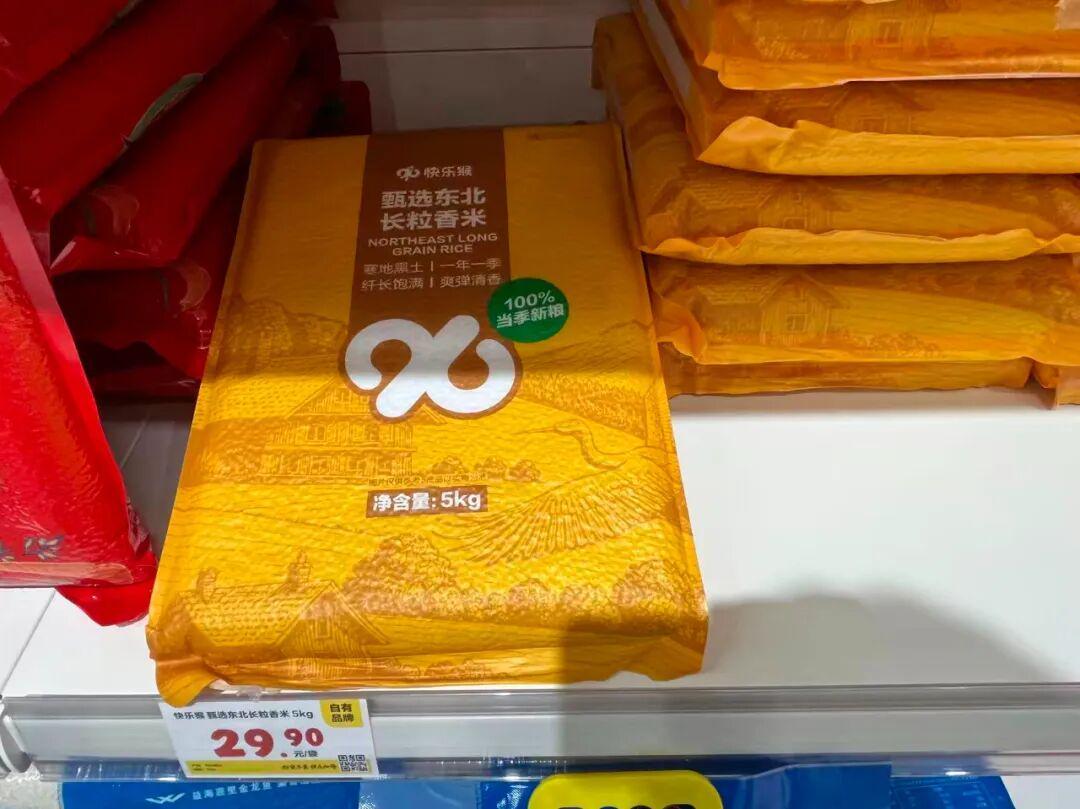 快乐猴
甄选东北
长粒香米
NORTHEAST LONG
GRAIN RICE
寒地黑土 | 一年一季
纤长饱满 | 爽弹清香
100%
当季新粮
净含量: 5kg
快乐猴 甄选东北长粒香米 5kg
自有
品牌
29.90
元/袋